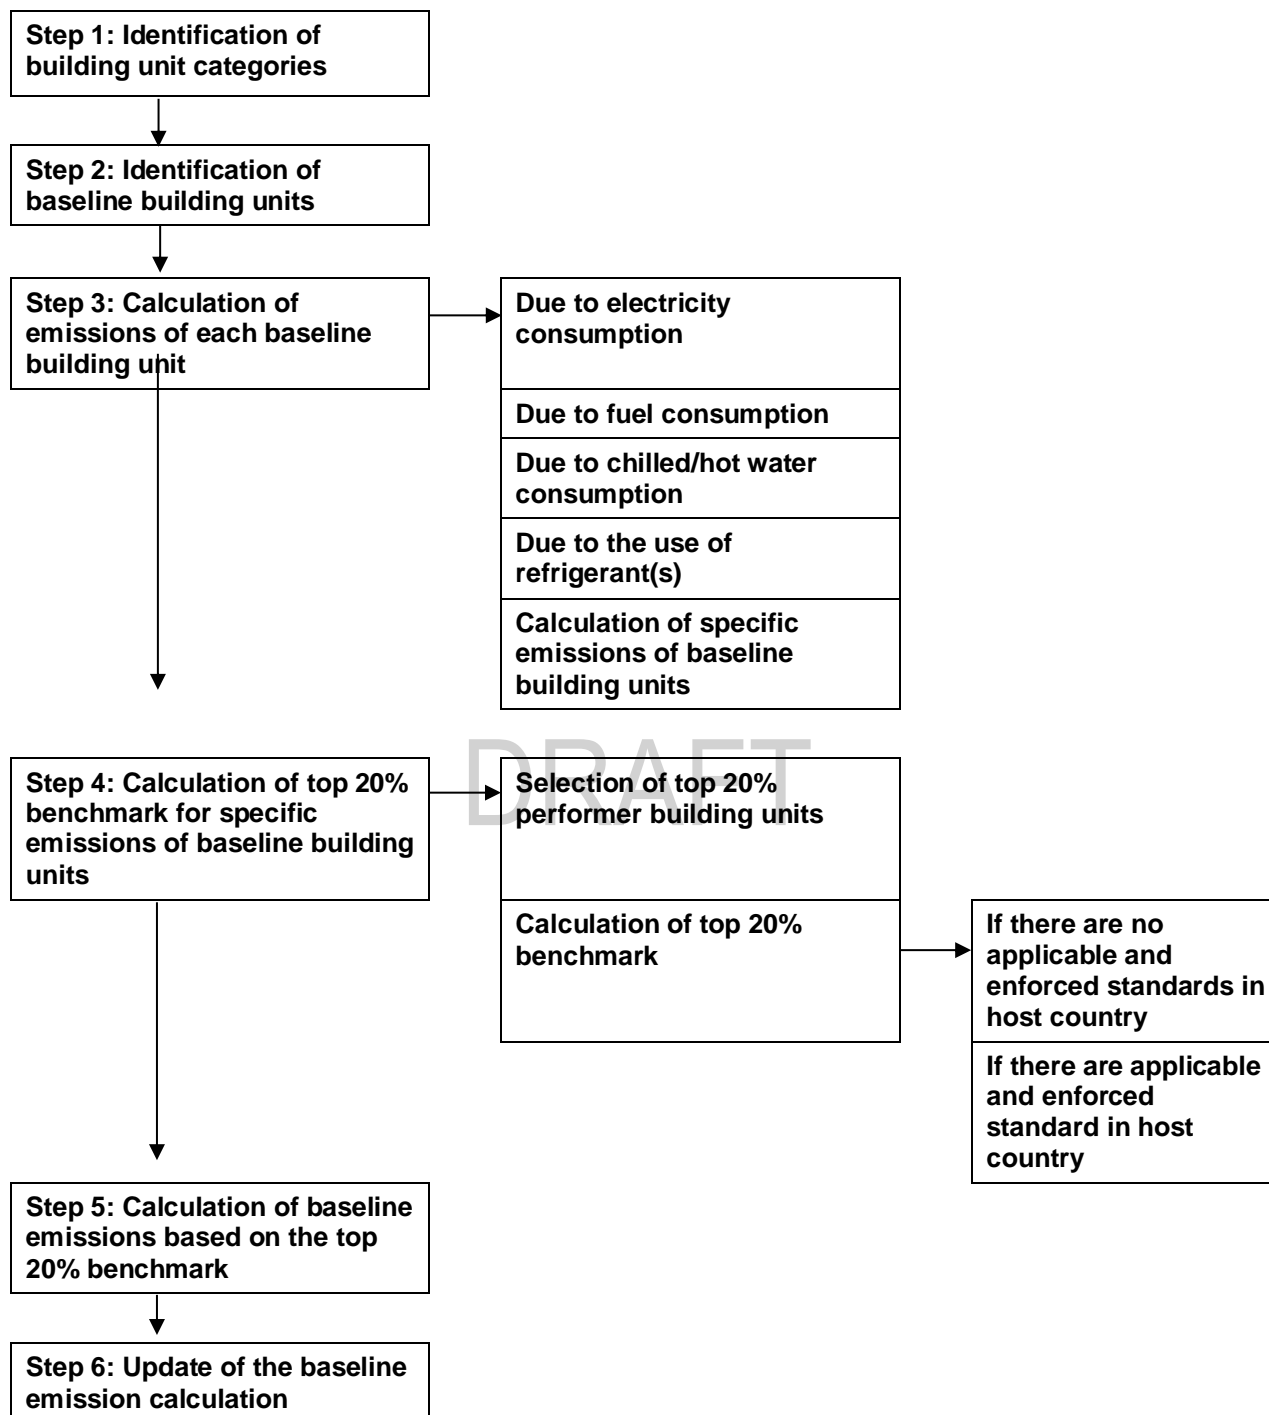 Step 1: Identification of
building unit categories
Step 2: Identification of
baseline building units
Step 3: Calculation of
emissions of each baseline
building unit
Due to electricity
consumption
Due to fuel consumption
Due to chilled/hot water
consumption
Due to the use of
refrigerant(s)
Calculation of specific
emissions of baseline
building units
DRAFT
Step 4: Calculation of top 20%
benchmark for specific
emissions of baseline building
units
Selection of top 20%
performer building units
Calculation of top 20%
benchmark
If there are no
applicable and
enforced standards in
host country
If there are applicable
and enforced
standard in host
country
Step 5: Calculation of baseline
emissions based on the top
20% benchmark
Step 6: Update of the baseline
emission calculation